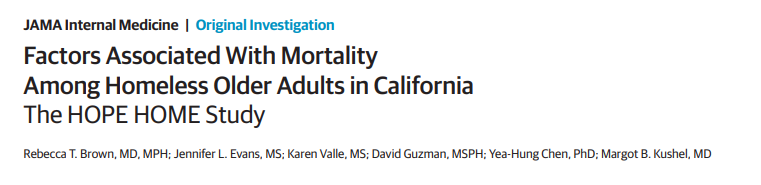 JAMA Internal Medicine | Original Investigation
Factors Associated With Mortality
Among Homeless Older Adults in California
The HOPE HOME Study
Rebecca T. Brown, MD, MPH; Jennifer L. Evans, MS; Karen Valle, MS; David Guzman, MSPH; Yea-Hung Chen, PhD; Margot B. Kushel, MD